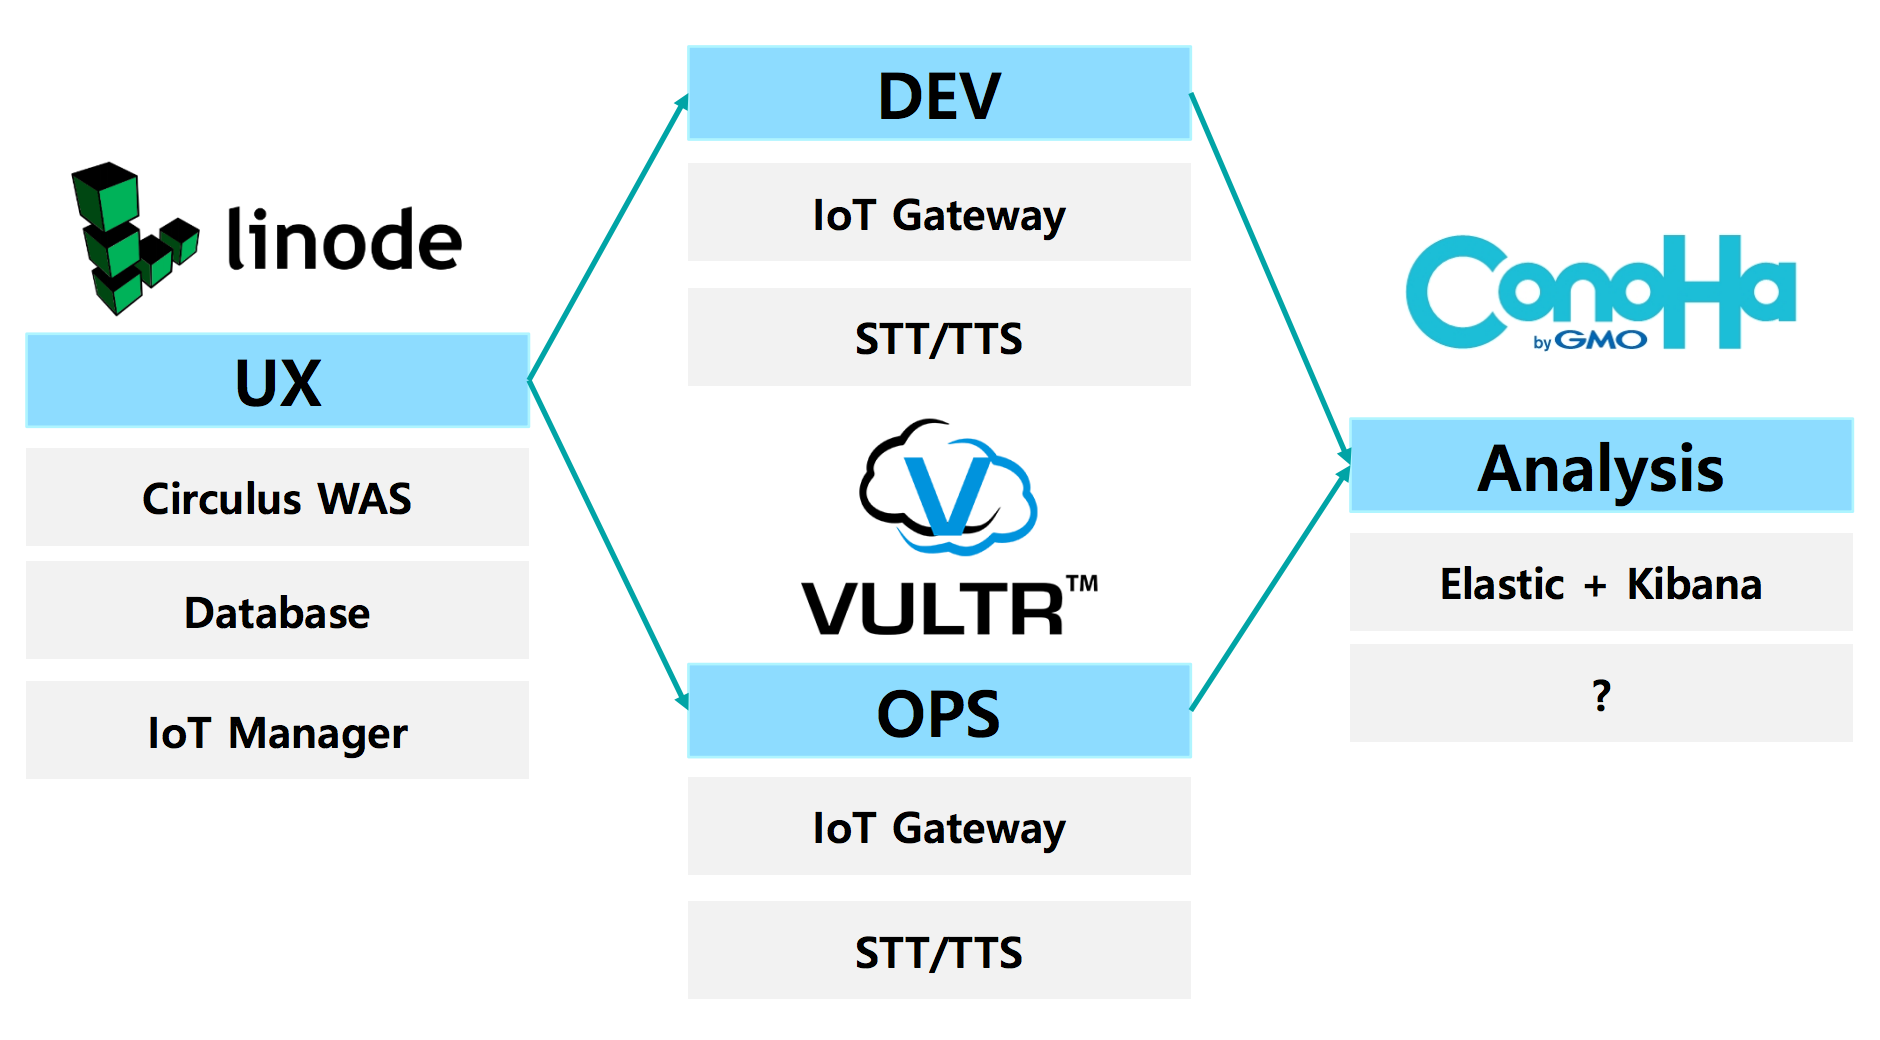 linode
UX
Circulus WAS
Database
IoT Manager
DEV
IoT Gateway
STT/TTS
V
VULTR™
OPS
IoT Gateway
STT/TTS
ConoHa
by GMO
Analysis
Elastic + Kibana
?